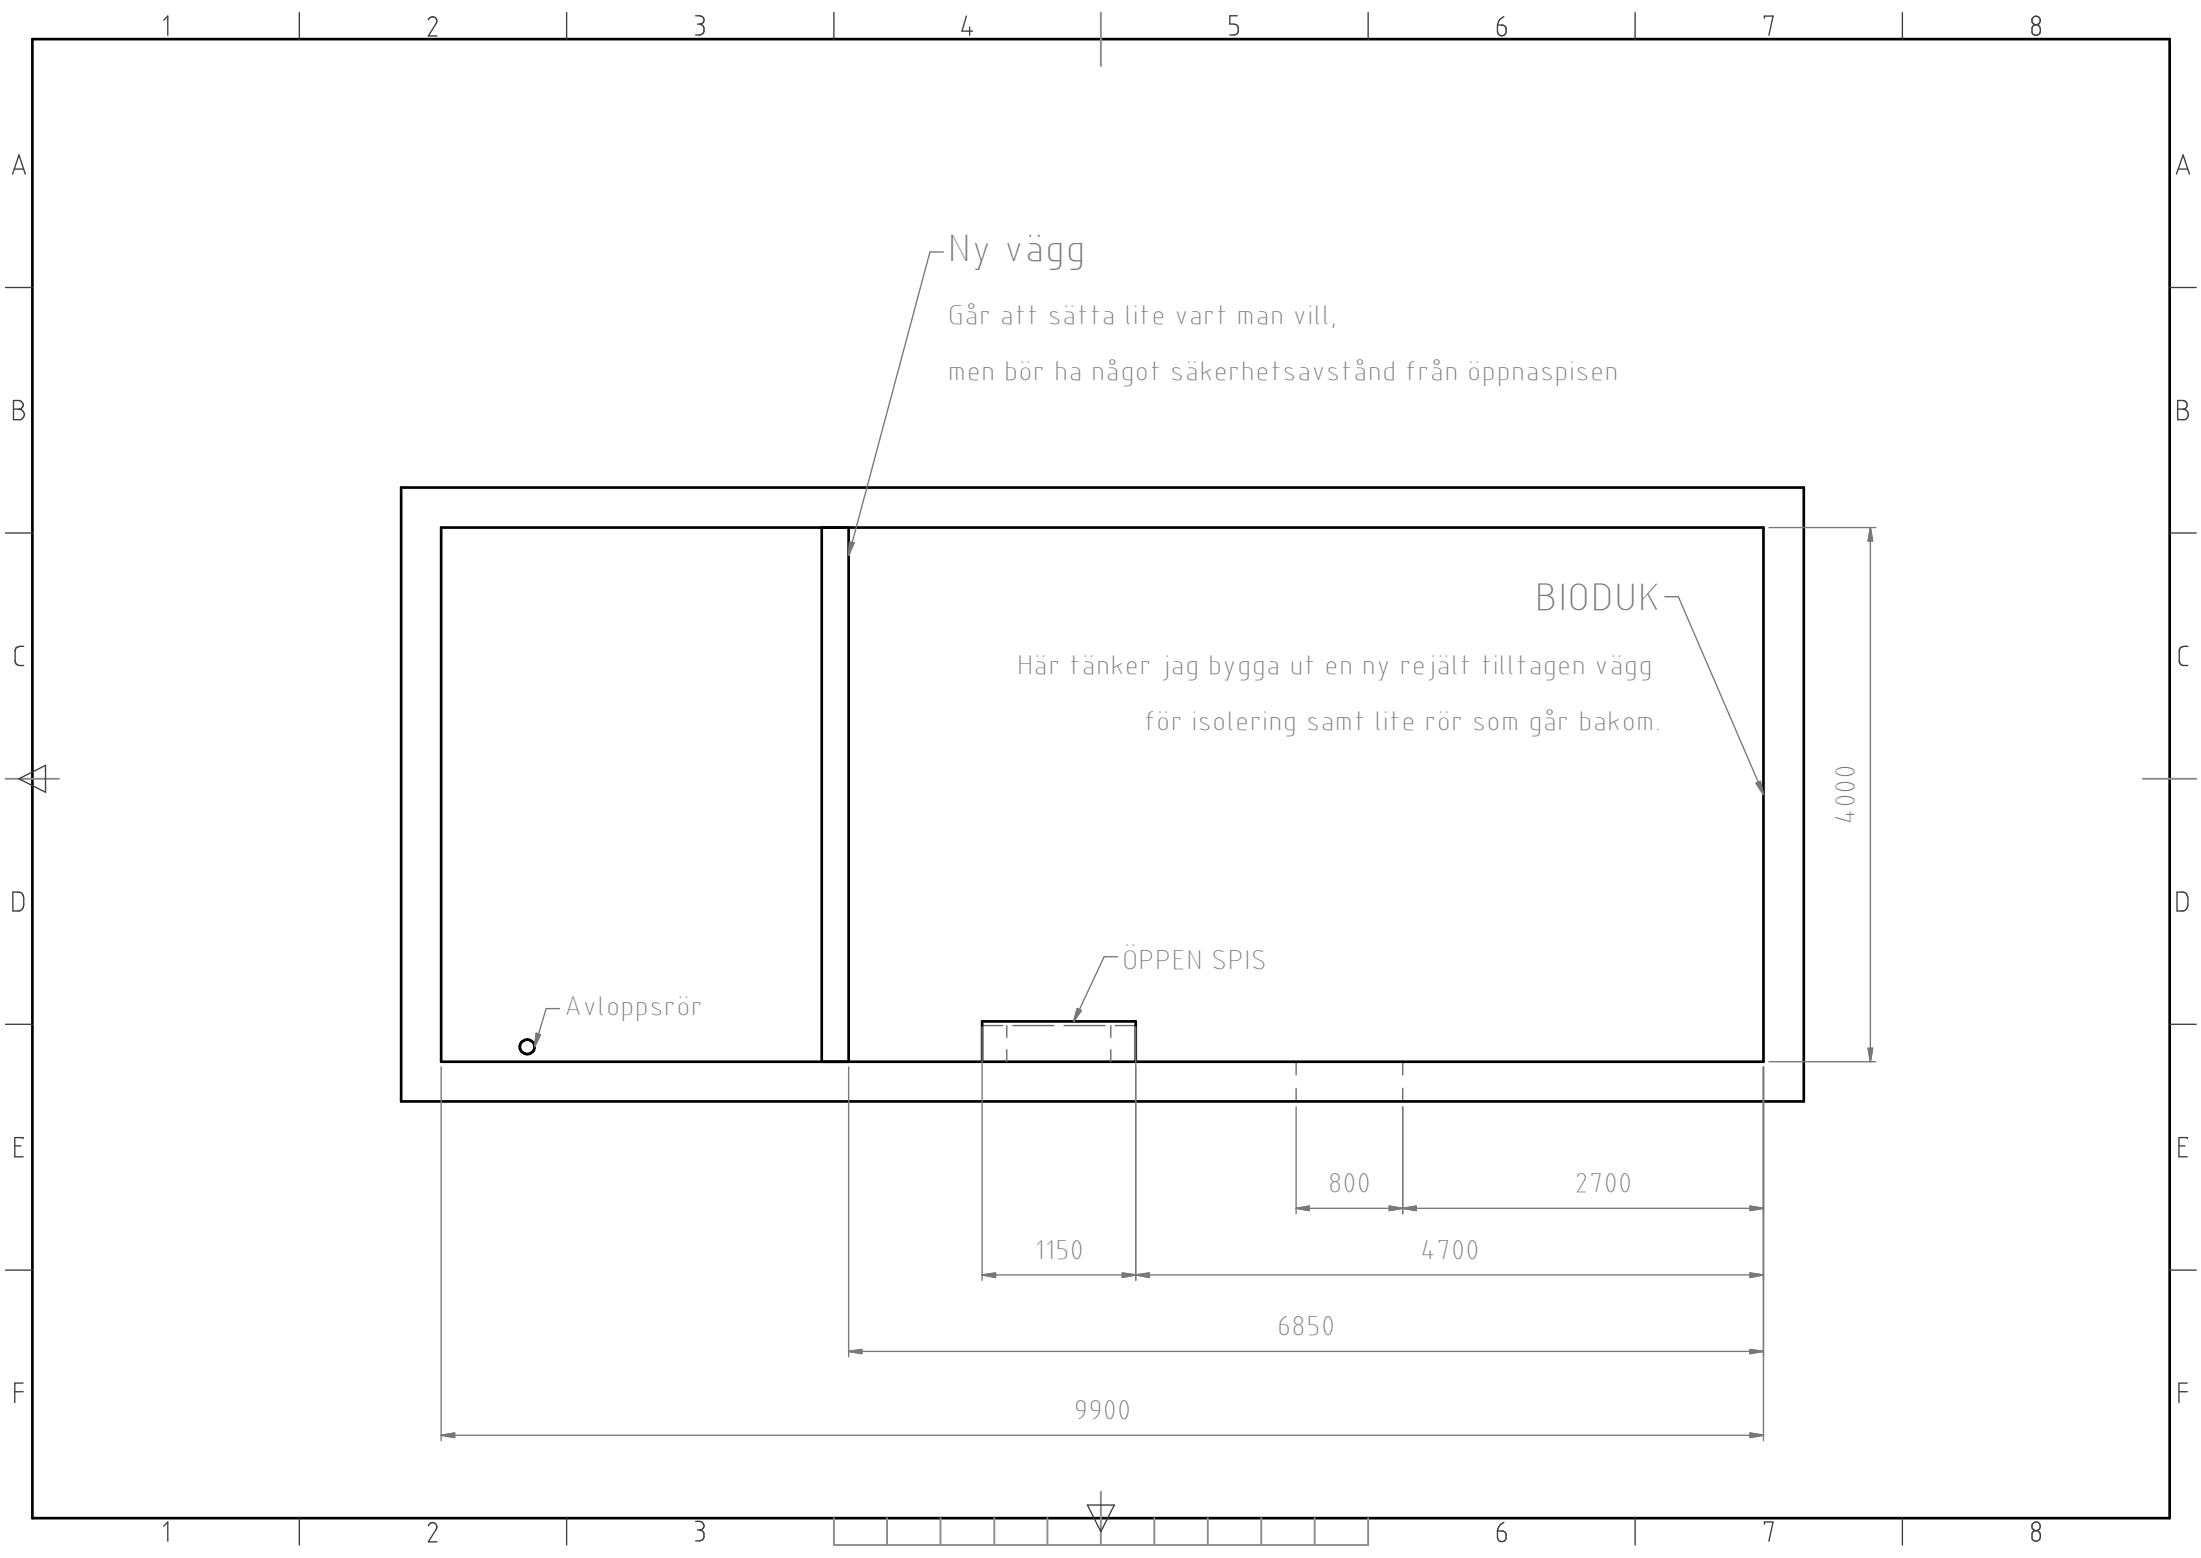 1 2 3 4 5 6 7 8
A A
Ny vägg
Går att sätta lite vart man vill,
men bör ha något säkerhetsavstånd från öppnaspisen
B B
BIODUK
C C
Här tänker jag bygga ut en ny rejält tilltagen vägg
för isolering samt lite rör som går bakom.
4000
D D
ÖPPEN SPIS
Avloppsrör
E E
800 2700
1150 4700
6850
F F
9900
1 2 3 6 7 8